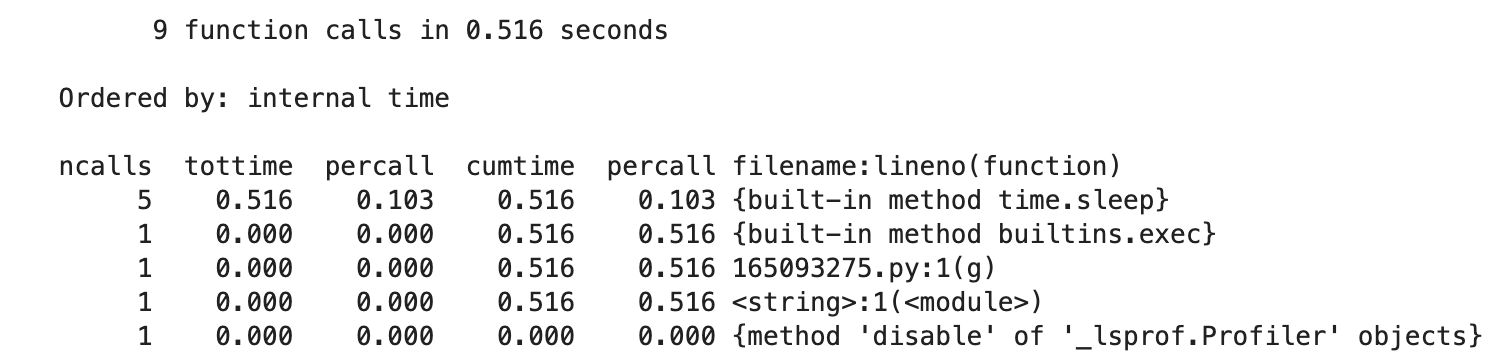 9 function calls in 0.516 seconds
Ordered by: internal time
ncalls  tottime  percall  cumtime  percall filename:lineno(function)
5    0.516    0.103    0.516    0.103 {built-in method time.sleep}
1    0.000    0.000    0.516    0.516 {built-in method builtins.exec}
1    0.000    0.000    0.516    0.516 165093275.py:1(g)
1    0.000    0.000    0.516    0.516 <string>:1(<module>)
1    0.000    0.000    0.000    0.000 {method 'disable' of '_lsprof.Profiler' objects}